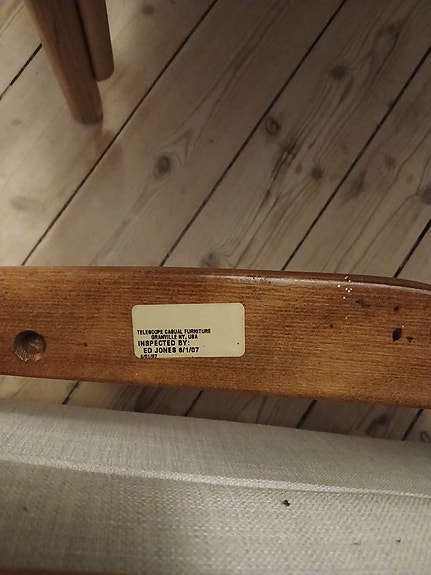 TELESCOPE CASUAL FURNITURE
GRANVILLE NY, USA
INSPECTED BY:
ED JONES 6/1/07